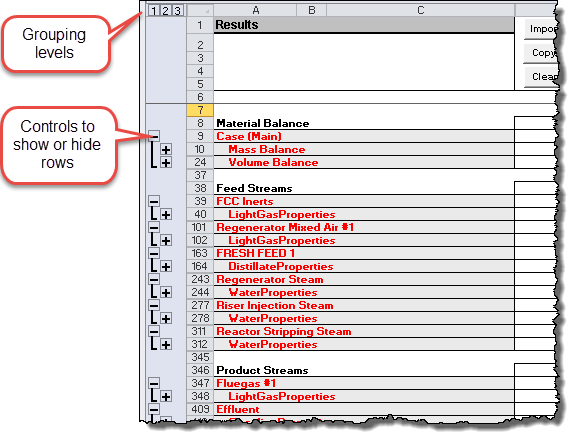 Grouping
levels
Controls to
show or hide
rows
1 2 3 A B C
1 Results
Impor
2
3 Copy
4
5 Clear
6
7
8 Material Balance
9 Case (Main)
10 Mass Balance
24 Volume Balance
37
38 Feed Streams
39 FCC Inerts
40 LightGasProperties
101 Regenerator Mixed Air #1
102 LightGasProperties
163 FRESH FEED 1
164 DistillateProperties
243 Regenerator Steam
244 WaterProperties
277 Riser Injection Steam
278 WaterProperties
311 Reactor Stripping Steam
312 WaterProperties
345
346 Product Streams
347 Fluegas #1
348 LightGasProperties
409 Effluent